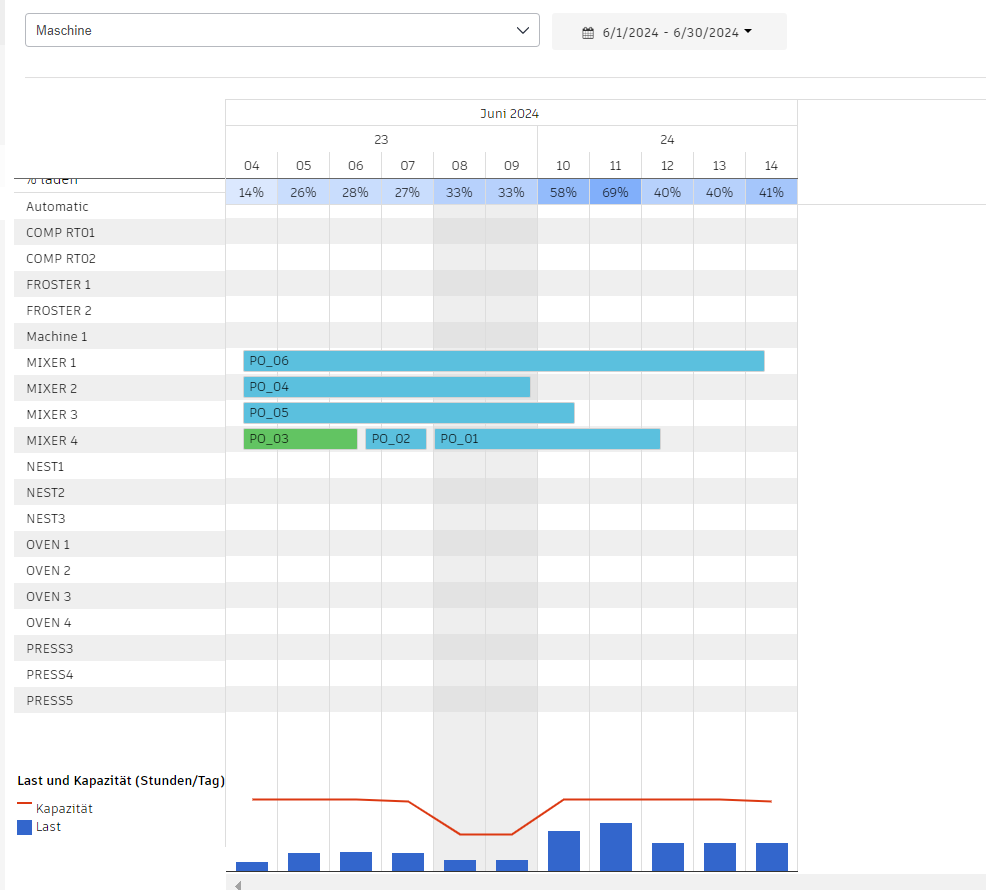 Maschine
6/1/2024 - 6/30/2024
Juni 2024
23 24
04 05 06 07 08 09 10 11 12 13 14
% laden 14% 26% 28% 27% 33% 33% 58% 69% 40% 40% 41%
Automatic
COMP RT01
COMP RT02
FROSTER 1
FROSTER 2
Machine 1
MIXER 1 PO_06
MIXER 2 PO_04
MIXER 3 PO_05
MIXER 4 PO_03 PO_02 PO_01
NEST1
NEST2
NEST3
OVEN 1
OVEN 2
OVEN 3
OVEN 4
PRESS3
PRESS4
PRESS5
Last und Kapazität (Stunden/Tag)
Kapazität
Last